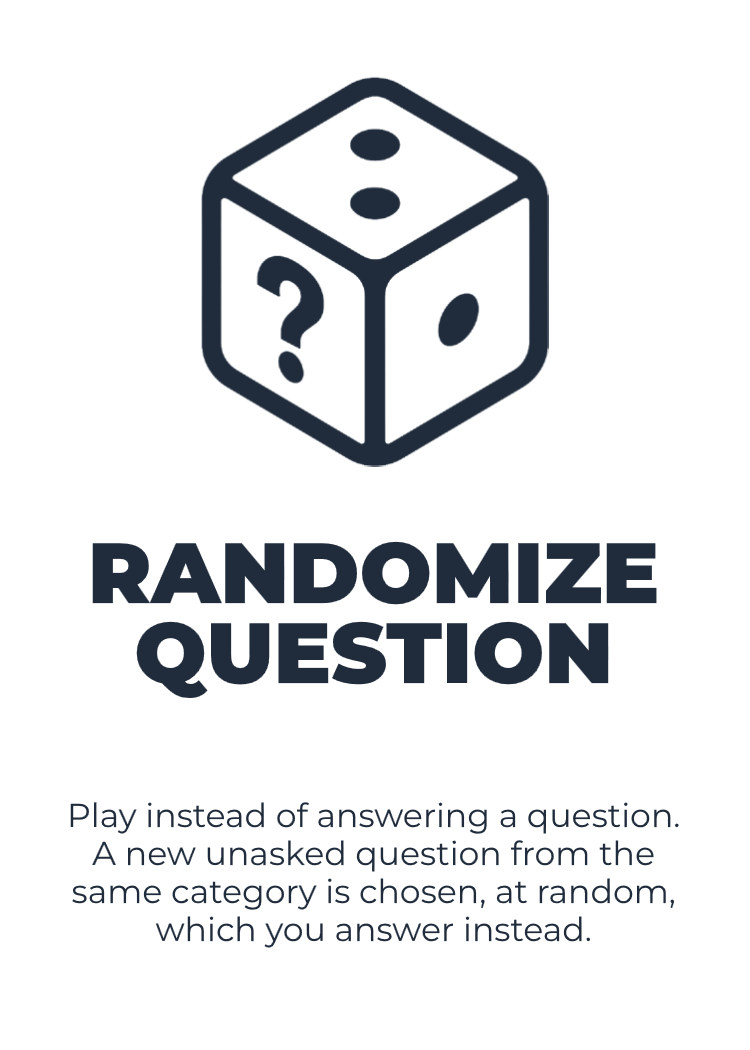 ?
RANDOMIZE
QUESTION
Play instead of answering a question.
A new unasked question from the
same category is chosen, at random,
which you answer instead.